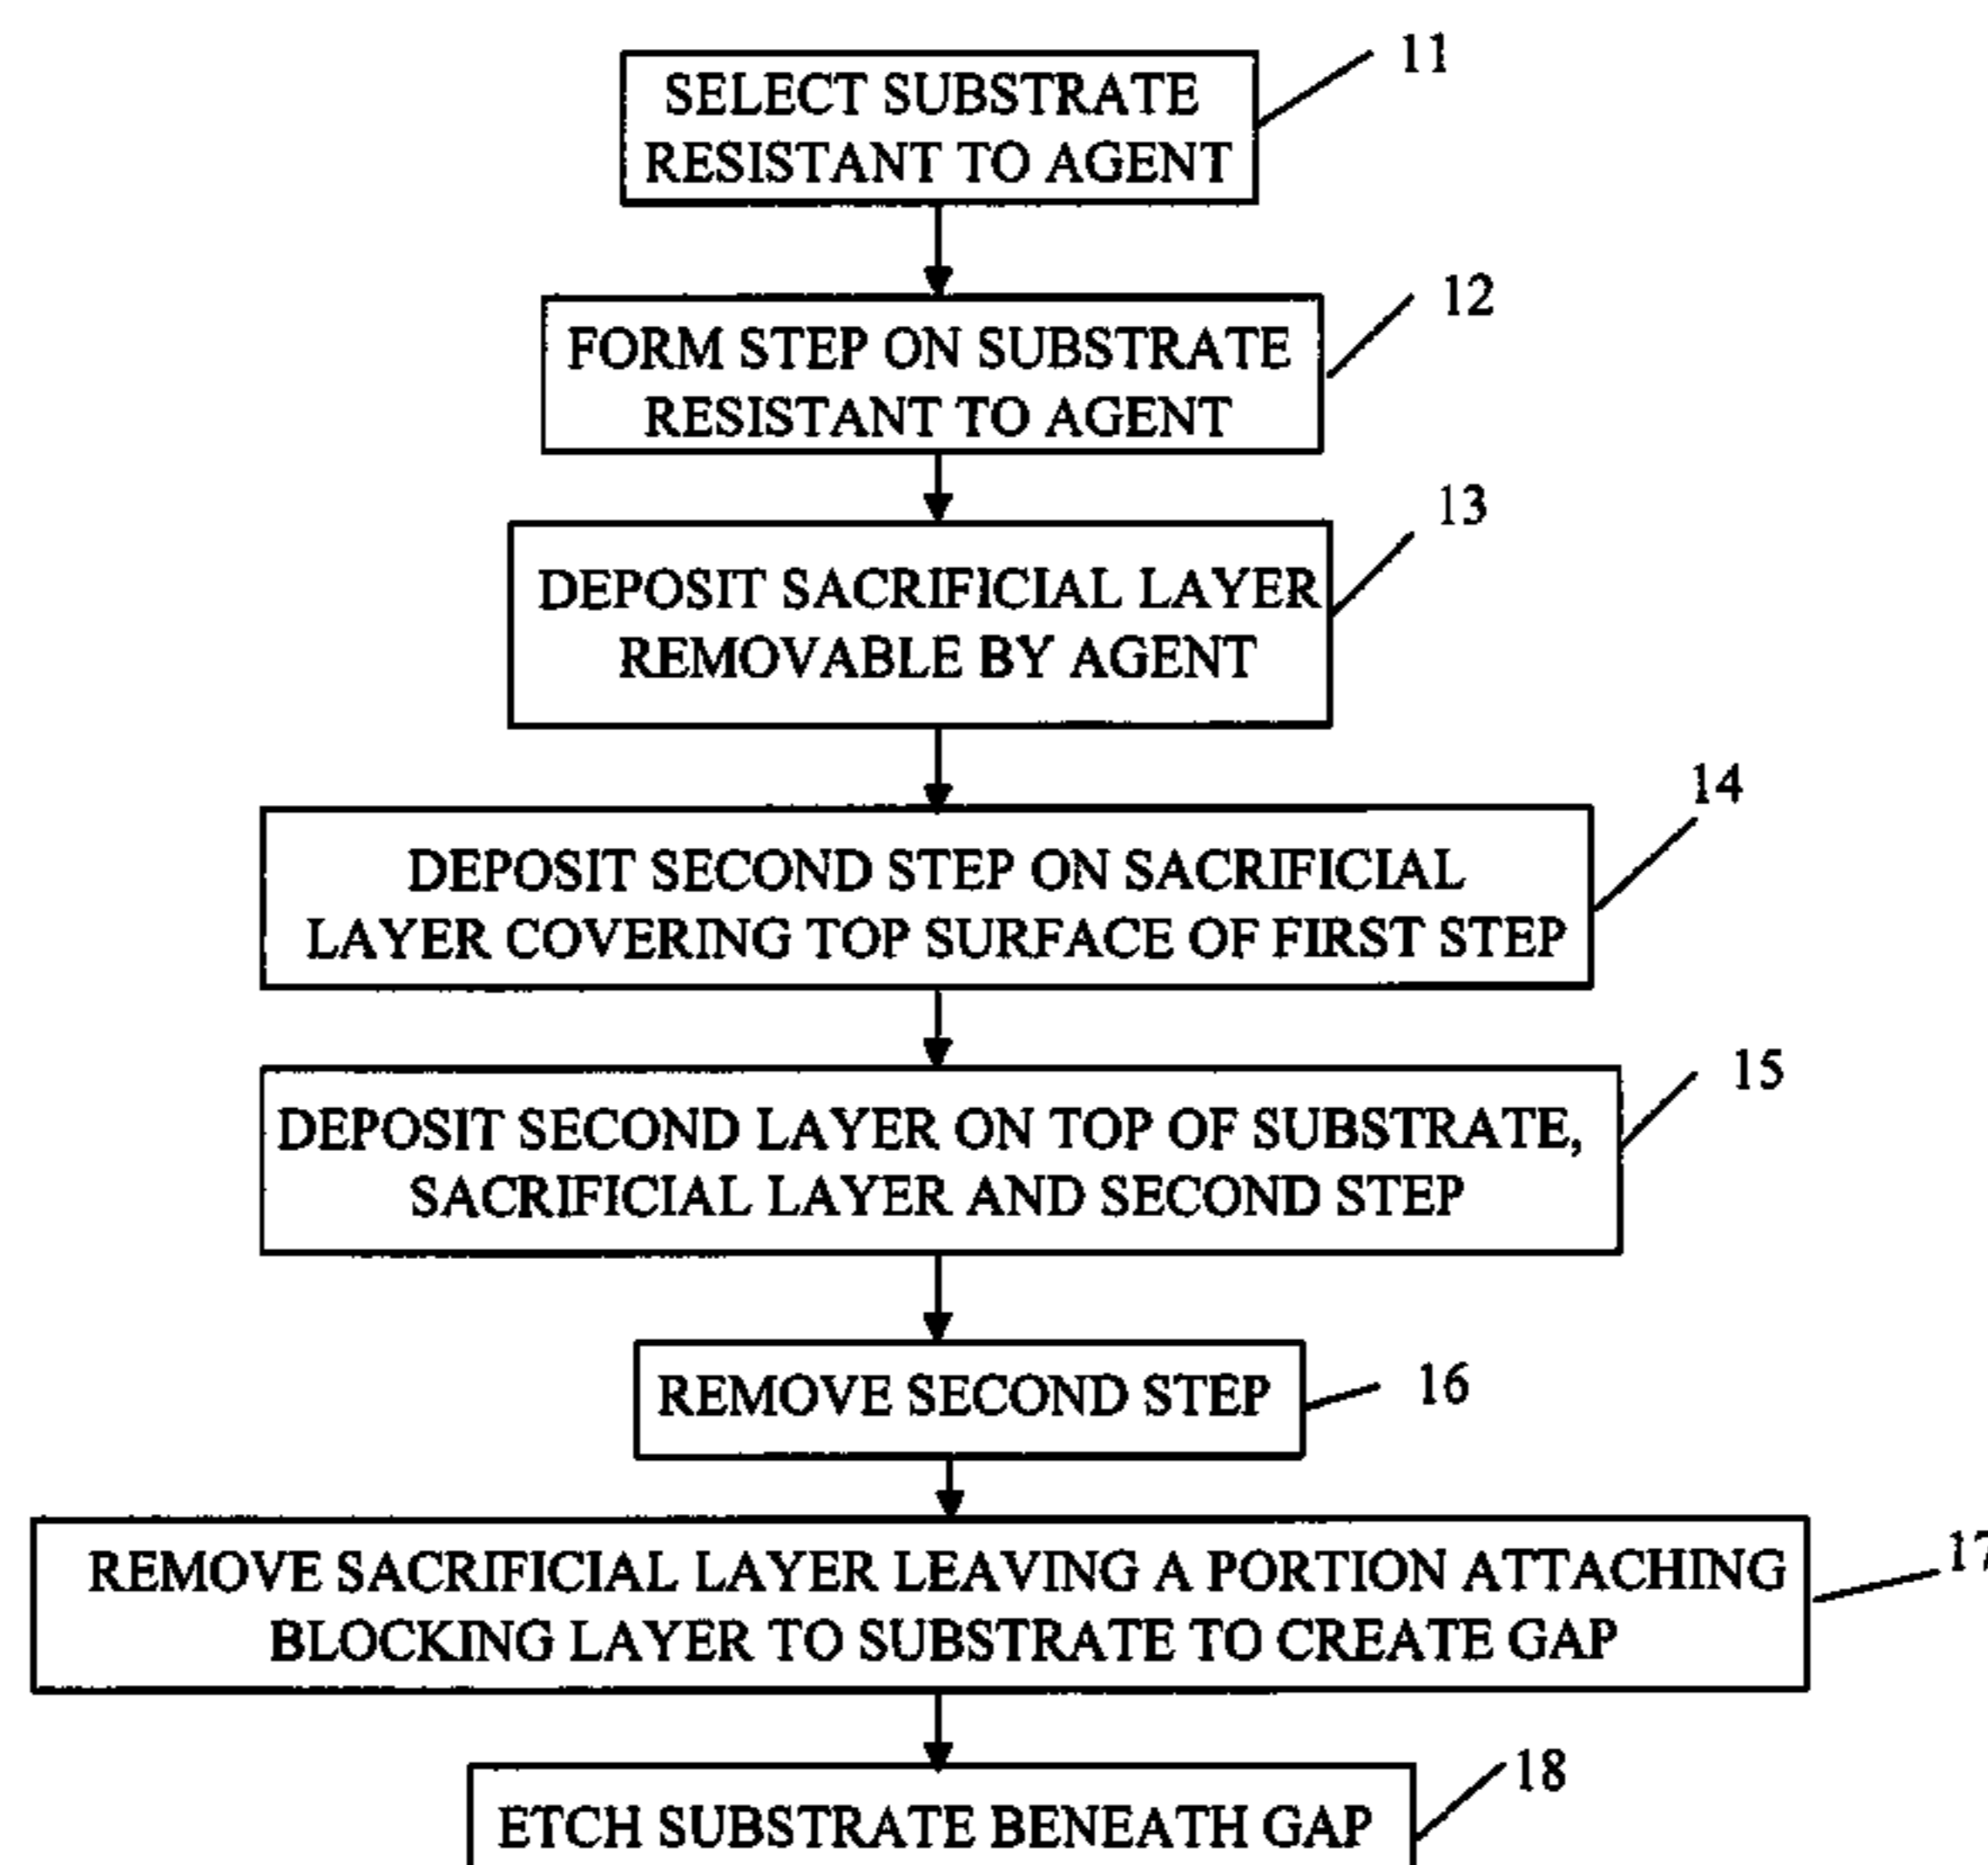 11
SELECT SUBSTRATE
RESISTANT TO AGENT
12
FORM STEP ON SUBSTRATE
RESISTANT TO AGENT
13
DEPOSIT SACRIFICIAL LAYER
REMOVABLE BY AGENT
14
DEPOSIT SECOND STEP ON SACRIFICIAL
LAYER COVERING TOP SURFACE OF FIRST STEP
15
DEPOSIT SECOND LAYER ON TOP OF SUBSTRATE,
SACRIFICIAL LAYER AND SECOND STEP
16
REMOVE SECOND STEP
17
REMOVE SACRIFICIAL LAYER LEAVING A PORTION ATTACHING
BLOCKING LAYER TO SUBSTRATE TO CREATE GAP
18
ETCH SUBSTRATE BENEATH GAP